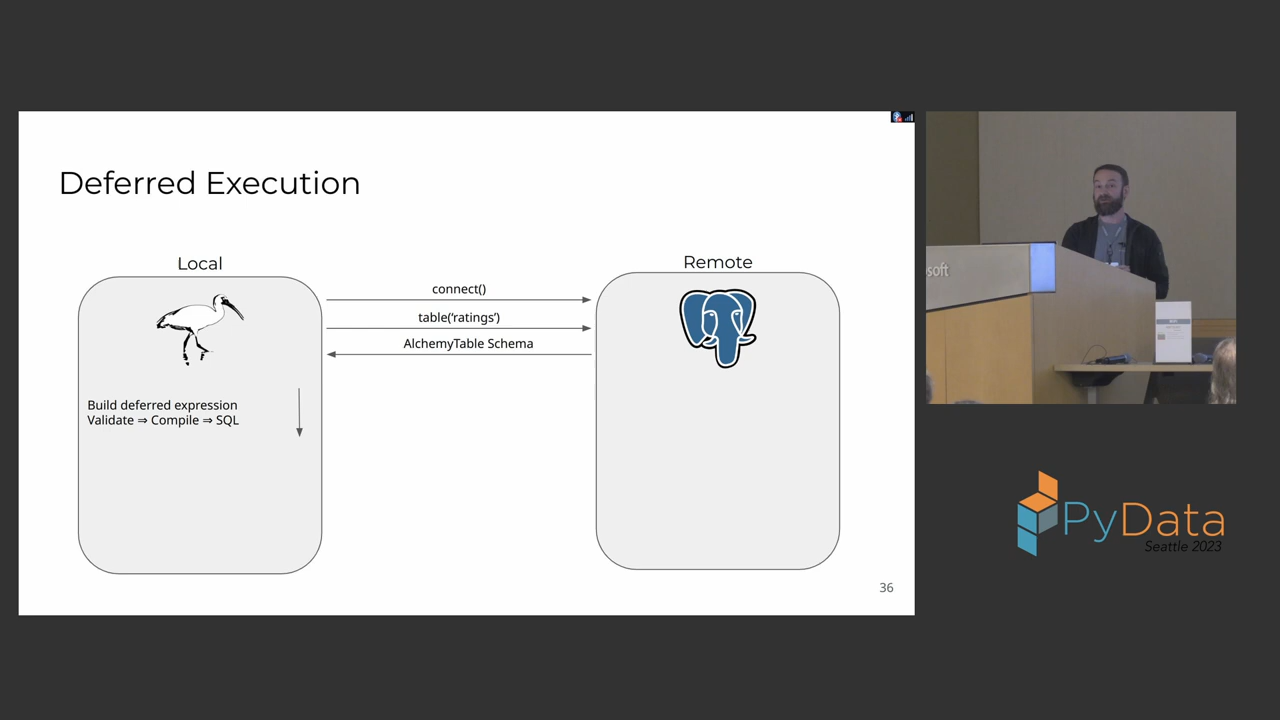 Deferred Execution
Local
Remote
connect()
table(‘ratings’)
AlchemyTable Schema
Build deferred expression
Validate ⇒ Compile ⇒ SQL
36
soft
PyData
Seattle 2023